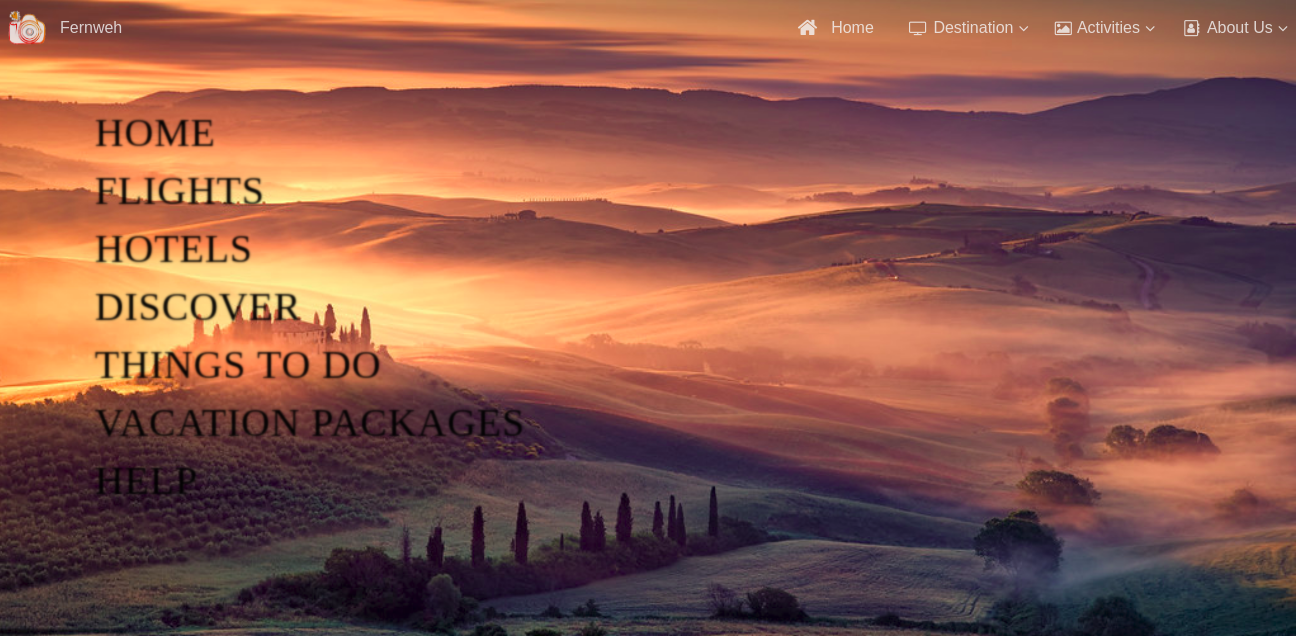 Fernweh Home Destination Activities About Us
HOME
FLIGHTS
HOTELS
DISCOVER
THINGS TO DO
VACATION PACKAGES
HELP